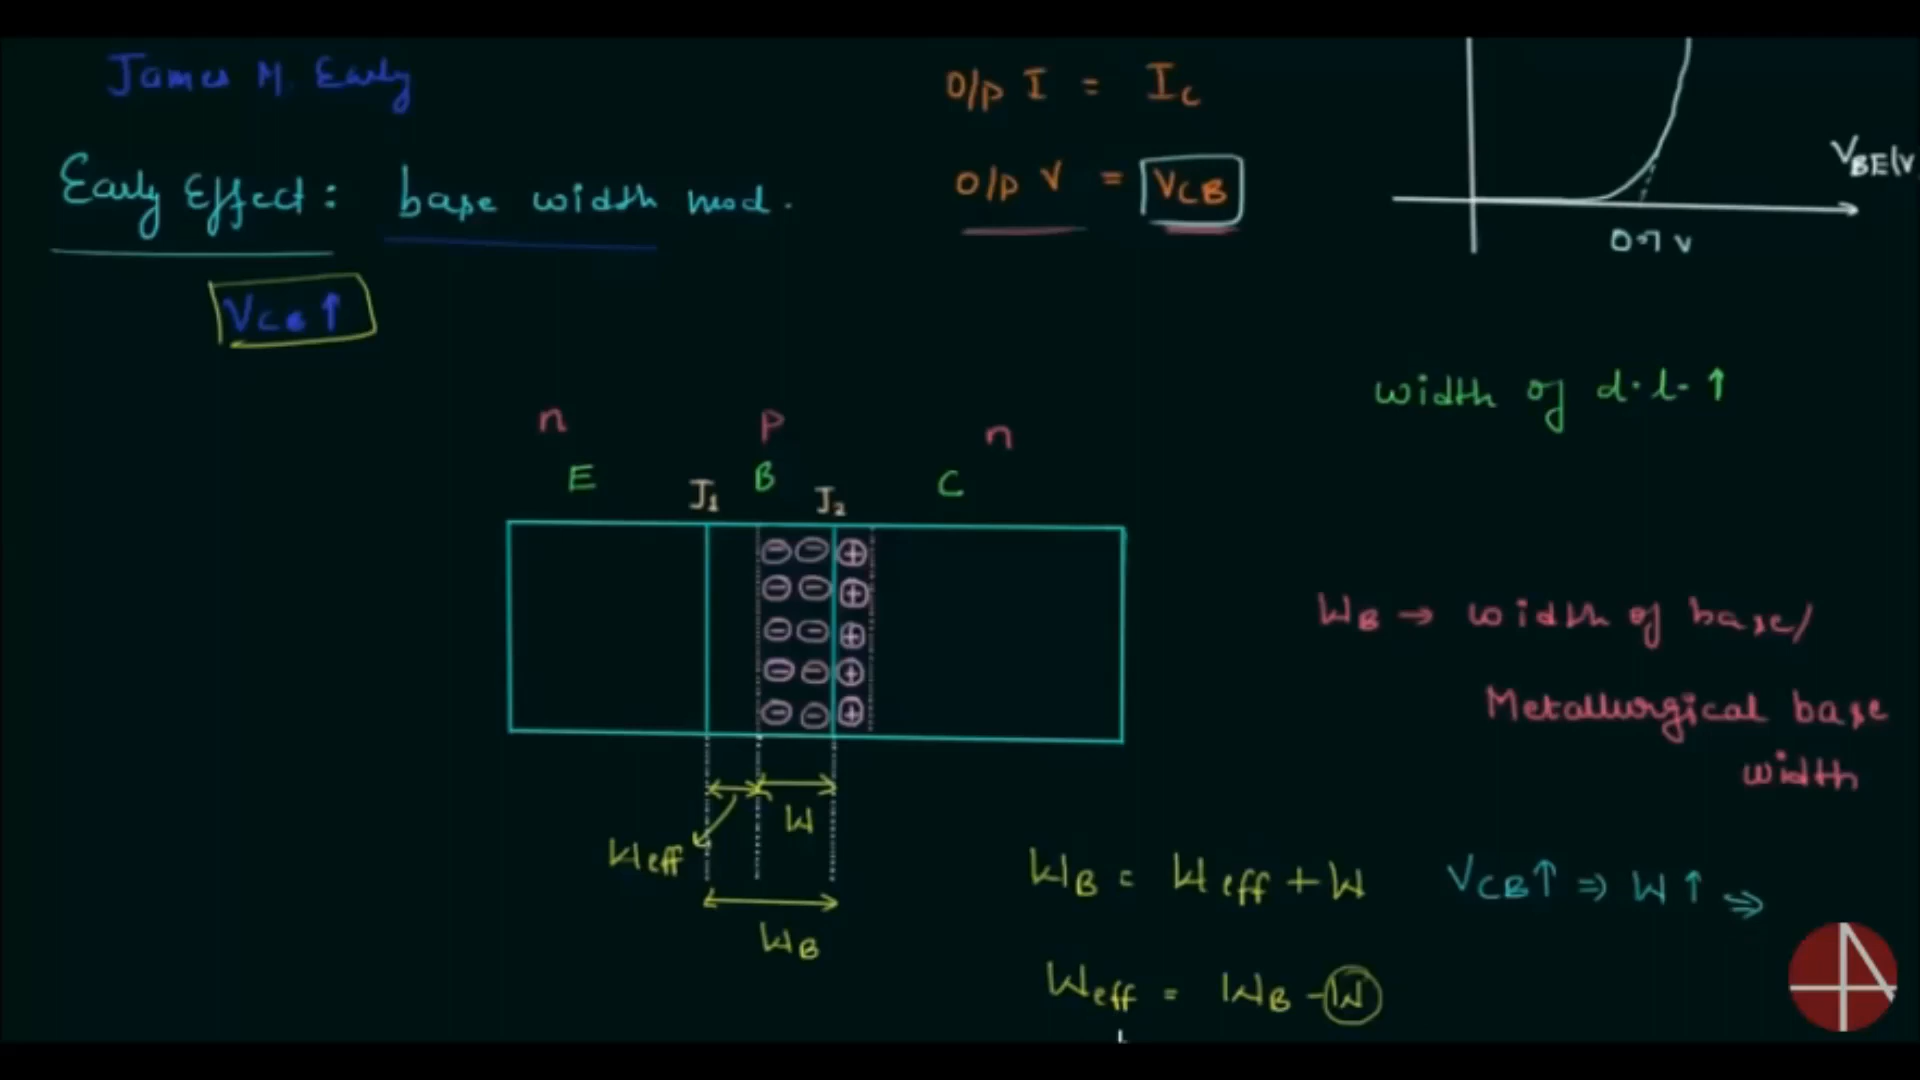 James M. Early
Early Effect: base width mod.
VCB↑
O/p I = IC
O/p V = VCB
VBE(V
0.7 V
width of d.l. ↑
n P n
E B C
J1 J2
Weff
W
WB
WB → width of base/
Metallurgical base
width
WB = Weff + W
VCB↑ ⇒ W↑ ⇒
Weff = WB - W